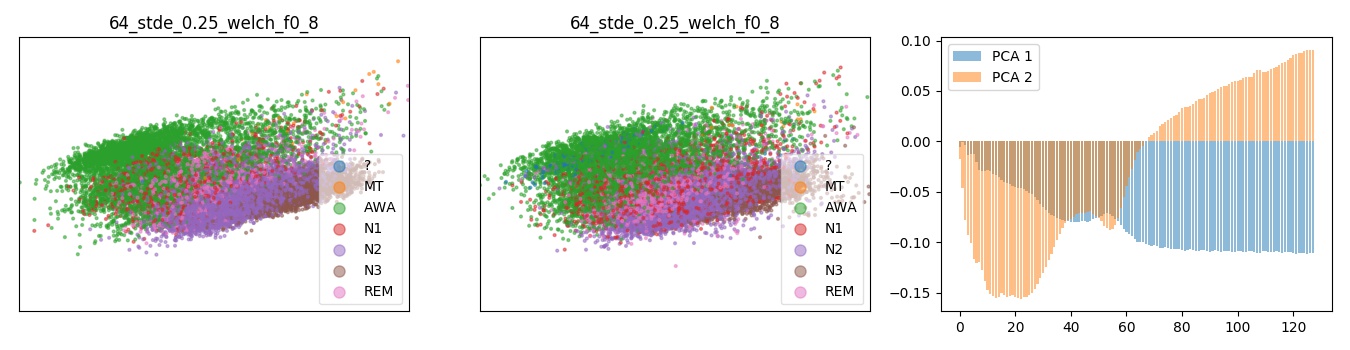 64_stde_0.25_welch_f0_8
?
MT
AWA
N1
N2
N3
REM
64_stde_0.25_welch_f0_8
?
MT
AWA
N1
N2
N3
REM
PCA 1
PCA 2
0.10
0.05
0.00
−0.05
−0.10
−0.15
0 20 40 60 80 100 120